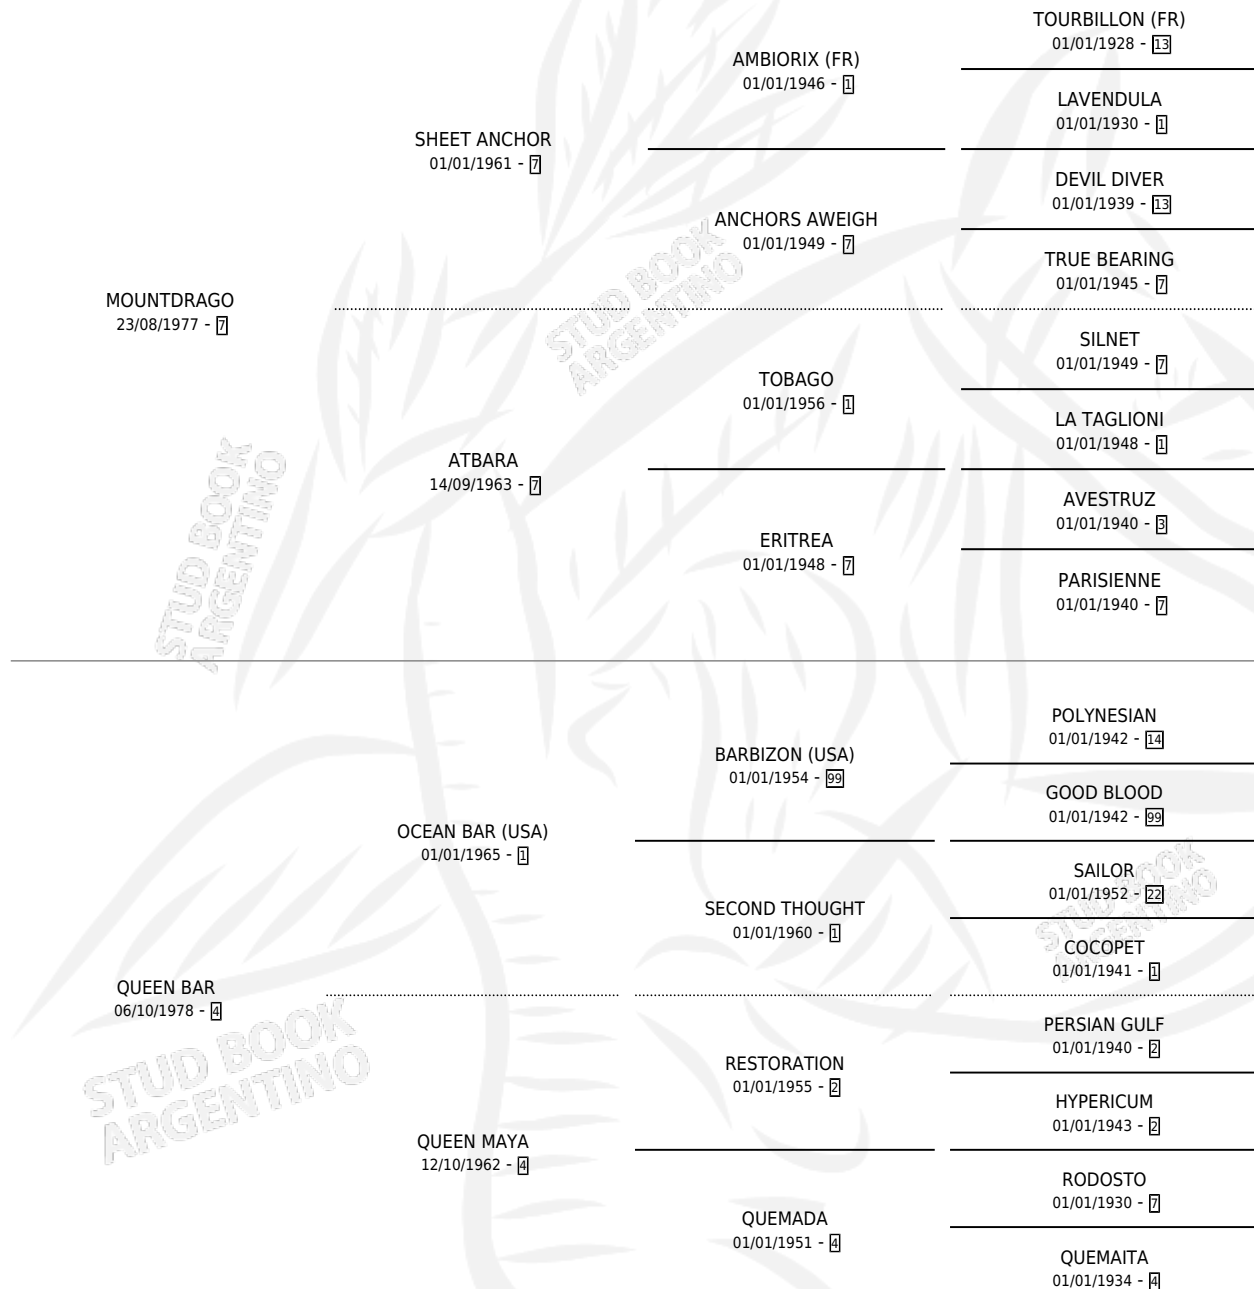 TOURBILLON (FR)
01/01/1928 - 13
AMBIORIX (FR)
01/01/1946 - 1
LAVENDULA
01/01/1930 - 1
SHEET ANCHOR
01/01/1961 - 7
DEVIL DIVER
01/01/1939 - 13
ANCHORS AWEIGH
01/01/1949 - 7
TRUE BEARING
01/01/1945 - 7
MOUNTDRAGO
23/08/1977 - 7
SILNET
01/01/1949 - 7
TOBAGO
01/01/1956 - 1
LA TAGLIONI
01/01/1948 - 1
ATBARA
14/09/1963 - 7
AVESTRUZ
01/01/1940 - 3
ERITREA
01/01/1948 - 7
PARISIENNE
01/01/1940 - 7
STUD BOOK
ARGENTINO
STUD BOOK
ARGENTINO
POLYNESIAN
01/01/1942 - 14
BARBIZON (USA)
01/01/1954 - 99
GOOD BLOOD
01/01/1942 - 99
OCEAN BAR (USA)
01/01/1965 - 1
SAILOR
01/01/1952 - 22
SECOND THOUGHT
01/01/1960 - 1
COCOPET
01/01/1941 - 1
STUD BOOK
ARGENTINO
QUEEN BAR
06/10/1978 - 4
PERSIAN GULF
01/01/1940 - 2
RESTORATION
01/01/1955 - 2
HYPERICUM
01/01/1943 - 2
QUEEN MAYA
12/10/1962 - 4
RODOSTO
01/01/1930 - 7
QUEMADA
01/01/1951 - 4
QUEMAITA
01/01/1934 - 4
STUD BOOK
ARGENTINO